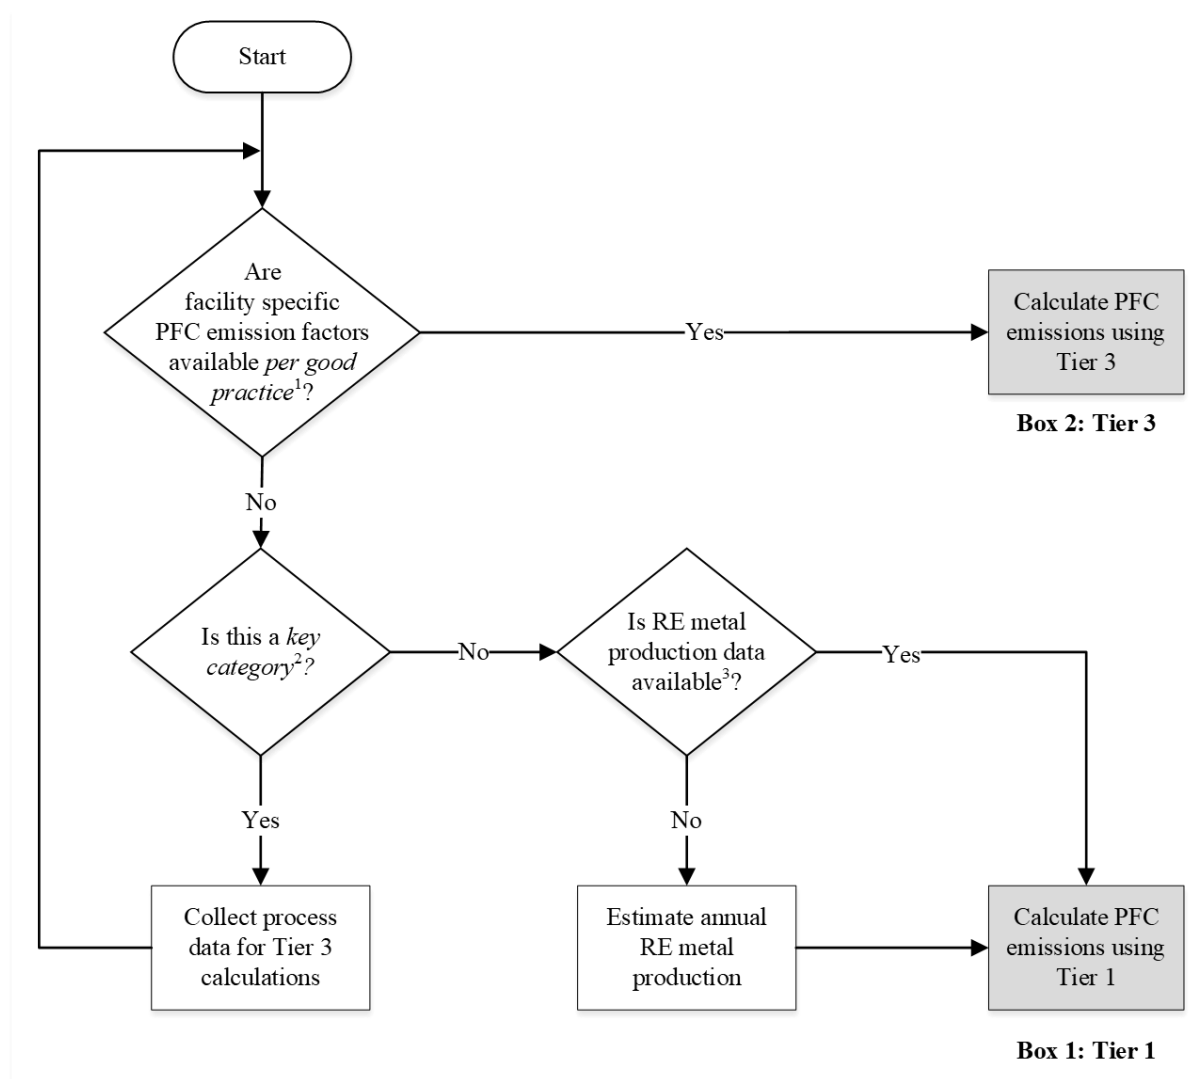 Start
Are
facility specific
PFC emission factors
available per good
practice¹?
Yes
Calculate PFC
emissions using
Tier 3
Box 2: Tier 3
No
Is this a key
category²?
No
Is RE metal
production data
available³?
Yes
Yes
No
Collect process
data for Tier 3
calculations
Estimate annual
RE metal
production
Calculate PFC
emissions using
Tier 1
Box 1: Tier 1